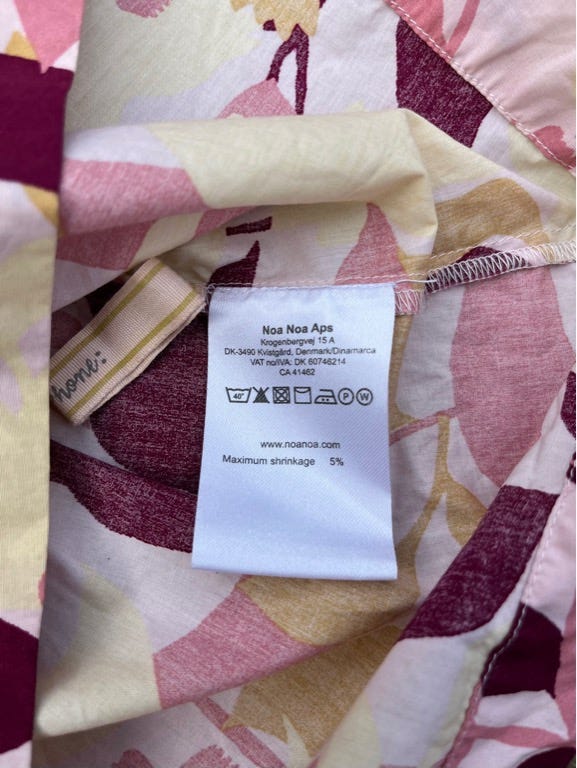 Noa Noa Aps
Krogenbergvej 15 A
DK-3490 Kvistgård, Denmark/Dinamarca
VAT no/IVA: DK 60746214
CA 41462
40° P W
www.noanoa.com
Maximum shrinkage 5%
home: